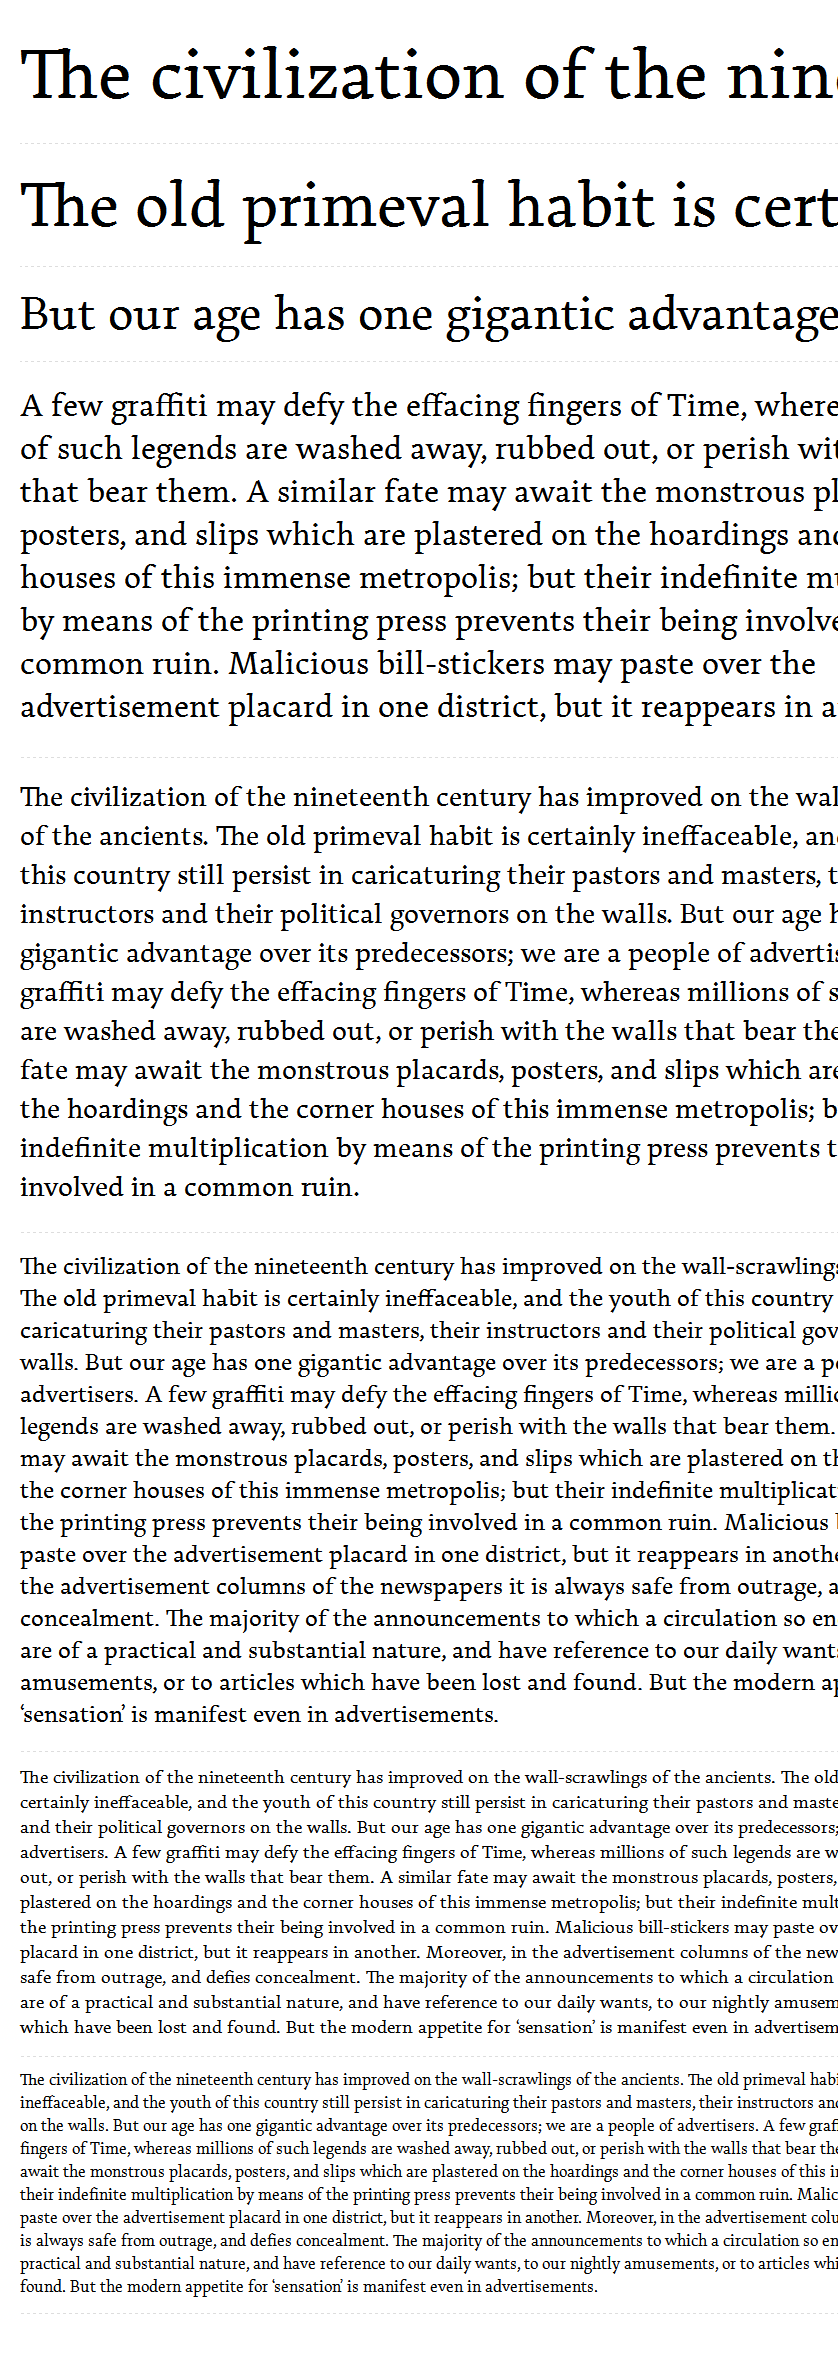 The civilization of the
The old primeval habit is
But our age has one gigantic advantage
A few graffiti may defy the effacing fingers of Time,
of such legends are washed away, rubbed out, or perish
that bear them. A similar fate may await the monstrous
posters, and slips which are plastered on the hoardings
houses of this immense metropolis; but their indefinite
by means of the printing press prevents their being
common ruin. Malicious bill-stickers may paste over the
advertisement placard in one district, but it reappears in
The civilization of the nineteenth century has improved on the
of the ancients. The old primeval habit is certainly ineffaceable,
this country still persist in caricaturing their pastors and masters,
instructors and their political governors on the walls. But our age
gigantic advantage over its predecessors; we are a people of
graffiti may defy the effacing fingers of Time, whereas millions of
are washed away, rubbed out, or perish with the walls that bear
fate may await the monstrous placards, posters, and slips which
the hoardings and the corner houses of this immense metropolis;
indefinite multiplication by means of the printing press prevents
involved in a common ruin.
The civilization of the nineteenth century has improved on the
The old primeval habit is certainly ineffaceable, and the youth of this country
caricaturing their pastors and masters, their instructors and their political
walls. But our age has one gigantic advantage over its predecessors; we are a
advertisers. A few graffiti may defy the effacing fingers of Time, whereas
legends are washed away, rubbed out, or perish with the walls that bear them.
may await the monstrous placards, posters, and slips which are plastered on
the corner houses of this immense metropolis; but their indefinite
the printing press prevents their being involved in a common ruin. Malicious
paste over the advertisement placard in one district, but it reappears in
the advertisement columns of the newspapers it is always safe from outrage,
concealment. The majority of the announcements to which a circulation so
are of a practical and substantial nature, and have reference to our daily
amusements, or to articles which have been lost and found. But the modern
‘sensation’ is manifest even in advertisements.
The civilization of the nineteenth century has improved on the wall-scrawlings of the ancients. The old
certainly ineffaceable, and the youth of this country still persist in caricaturing their pastors and
and their political governors on the walls. But our age has one gigantic advantage over its predecessors;
advertisers. A few graffiti may defy the effacing fingers of Time, whereas millions of such legends are
out, or perish with the walls that bear them. A similar fate may await the monstrous placards, posters,
plastered on the hoardings and the corner houses of this immense metropolis; but their indefinite
the printing press prevents their being involved in a common ruin. Malicious bill-stickers may paste
placard in one district, but it reappears in another. Moreover, in the advertisement columns of the
safe from outrage, and defies concealment. The majority of the announcements to which a circulation
are of a practical and substantial nature, and have reference to our daily wants, to our nightly
which have been lost and found. But the modern appetite for ‘sensation’ is manifest even in
The civilization of the nineteenth century has improved on the wall-scrawlings of the ancients. The old primeval
ineffaceable, and the youth of this country still persist in caricaturing their pastors and masters, their instructors
on the walls. But our age has one gigantic advantage over its predecessors; we are a people of advertisers. A few
fingers of Time, whereas millions of such legends are washed away, rubbed out, or perish with the walls that bear
await the monstrous placards, posters, and slips which are plastered on the hoardings and the corner houses of this
their indefinite multiplication by means of the printing press prevents their being involved in a common ruin.
paste over the advertisement placard in one district, but it reappears in another. Moreover, in the advertisement
is always safe from outrage, and defies concealment. The majority of the announcements to which a circulation so
practical and substantial nature, and have reference to our daily wants, to our nightly amusements, or to articles
found. But the modern appetite for ‘sensation’ is manifest even in advertisements.